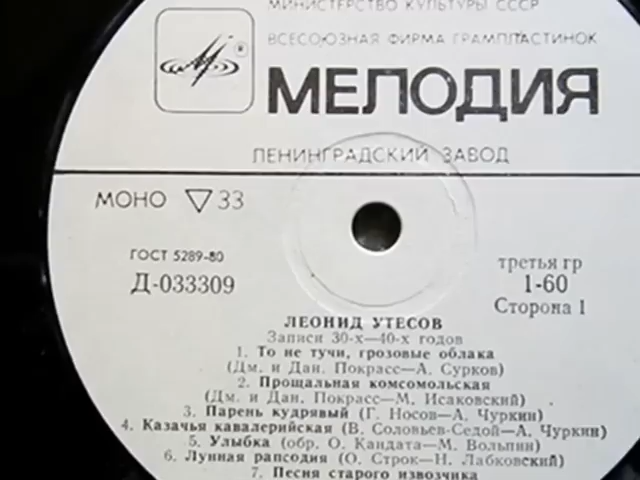 МИНИСТЕРСТВО КУЛЬТУРЫ СССР
ВСЕСОЮЗНАЯ ФИРМА ГРАМПЛАСТИНОК
®
МЕЛОДИЯ
ЛЕНИНГРАДСКИЙ ЗАВОД
МОНО ▽ 33
ГОСТ 5289-80
Д-033309
третья гр
1-60
Сторона 1
ЛЕОНИД УТЕСОВ
Записи 30-х—40-х годов
1. То не тучи, грозовые облака
(Дм. и Дан. Покрасс—А. Сурков)
2. Прощальная комсомольская
(Дм. и Дан. Покрасс—М. Исаковский)
3. Парень кудрявый (Г. Носов—А. Чуркин)
4. Казачья кавалерийская (В. Соловьев-Седой—А. Чуркин)
5. Улыбка (обр. О. Кандата—М. Вольпин)
6. Лунная рапсодия (О. Строк—Н. Лабковский)
7. Песня старого извозчика